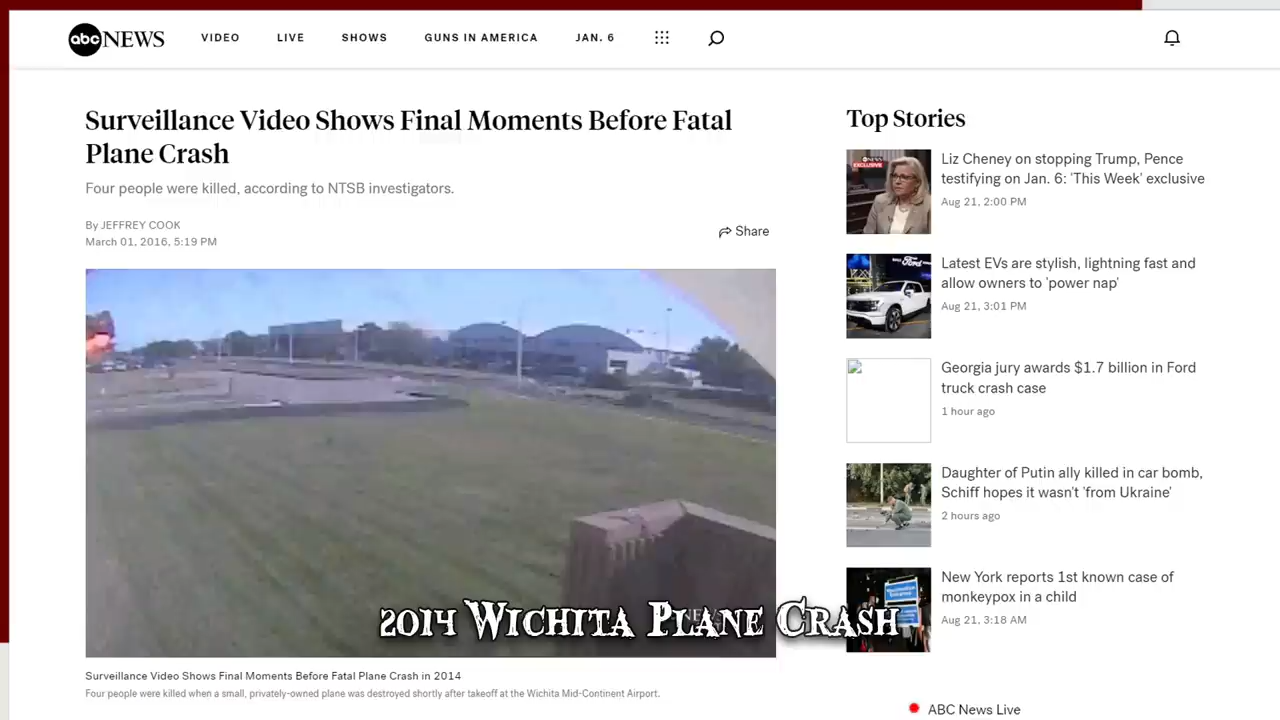 abc NEWS VIDEO LIVE SHOWS GUNS IN AMERICA JAN. 6
Surveillance Video Shows Final Moments Before Fatal
Plane Crash
Four people were killed, according to NTSB investigators.
By JEFFREY COOK
March 01, 2016, 5:19 PM
Share
2014 Wichita Plane Crash
Surveillance Video Shows Final Moments Before Fatal Plane Crash in 2014
Four people were killed when a small, privately-owned plane was destroyed shortly after takeoff at the Wichita Mid-Continent Airport.
Top Stories
Liz Cheney on stopping Trump, Pence
testifying on Jan. 6: 'This Week' exclusive
Aug 21, 2:00 PM
Latest EVs are stylish, lightning fast and
allow owners to 'power nap'
Aug 21, 3:01 PM
Georgia jury awards $1.7 billion in Ford
truck crash case
1 hour ago
Daughter of Putin ally killed in car bomb,
Schiff hopes it wasn't 'from Ukraine'
2 hours ago
New York reports 1st known case of
monkeypox in a child
Aug 21, 3:18 AM
ABC News Live